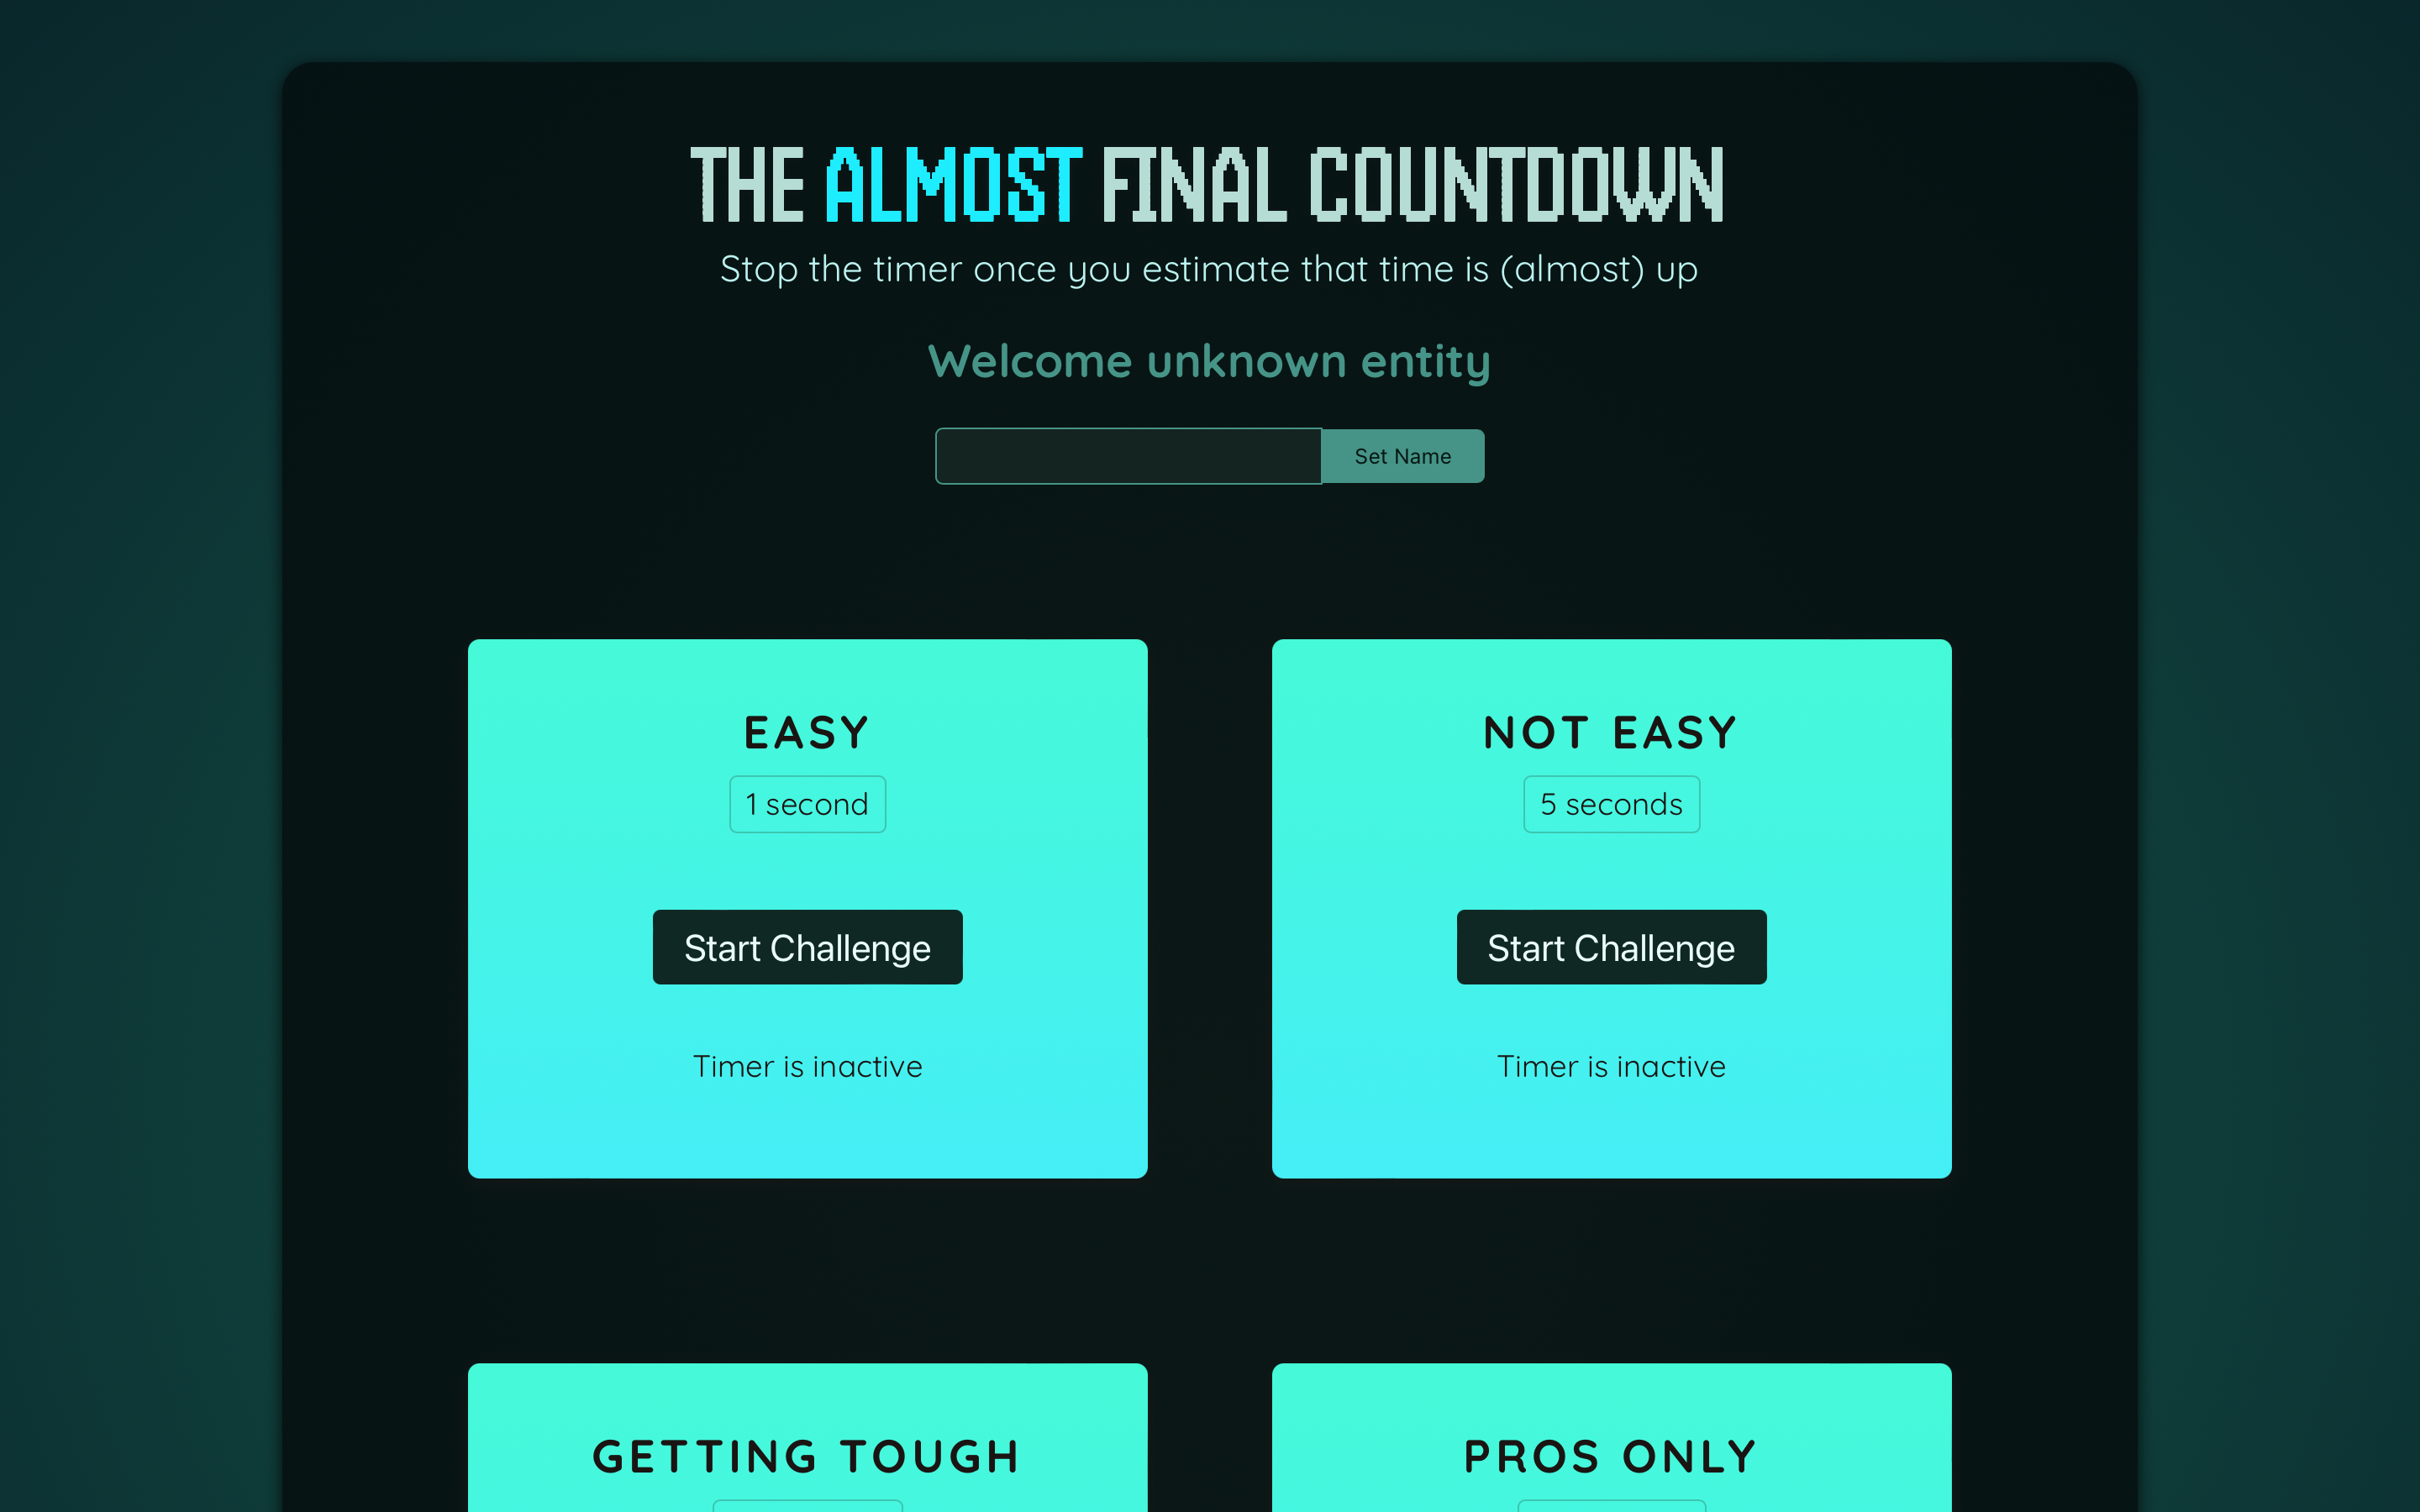 THE ALMOST FINAL COUNTDOWN
Stop the timer once you estimate that time is (almost) up
Welcome unknown entity
Set Name
EASY
1 second
Start Challenge
Timer is inactive
NOT EASY
5 seconds
Start Challenge
Timer is inactive
GETTING TOUGH
PROS ONLY